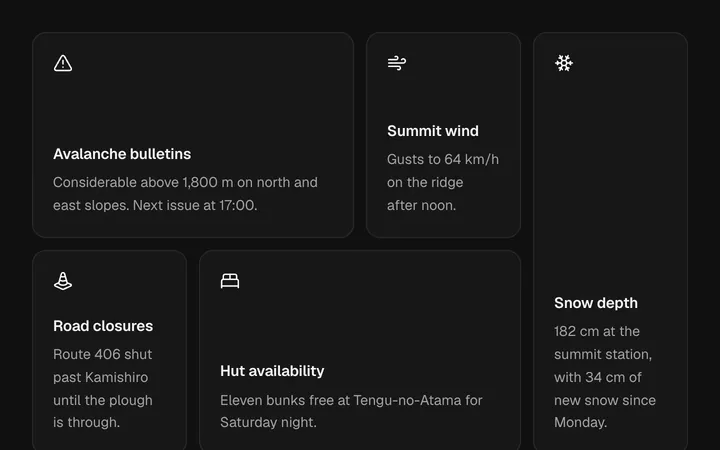 Avalanche bulletins
Considerable above 1,800 m on north and
east slopes. Next issue at 17:00.
Summit wind
Gusts to 64 km/h
on the ridge
after noon.
Snow depth
182 cm at the
summit station,
with 34 cm of
new snow since
Monday.
Road closures
Route 406 shut
past Kamishiro
until the plough
is through.
Hut availability
Eleven bunks free at Tengu-no-Atama for
Saturday night.